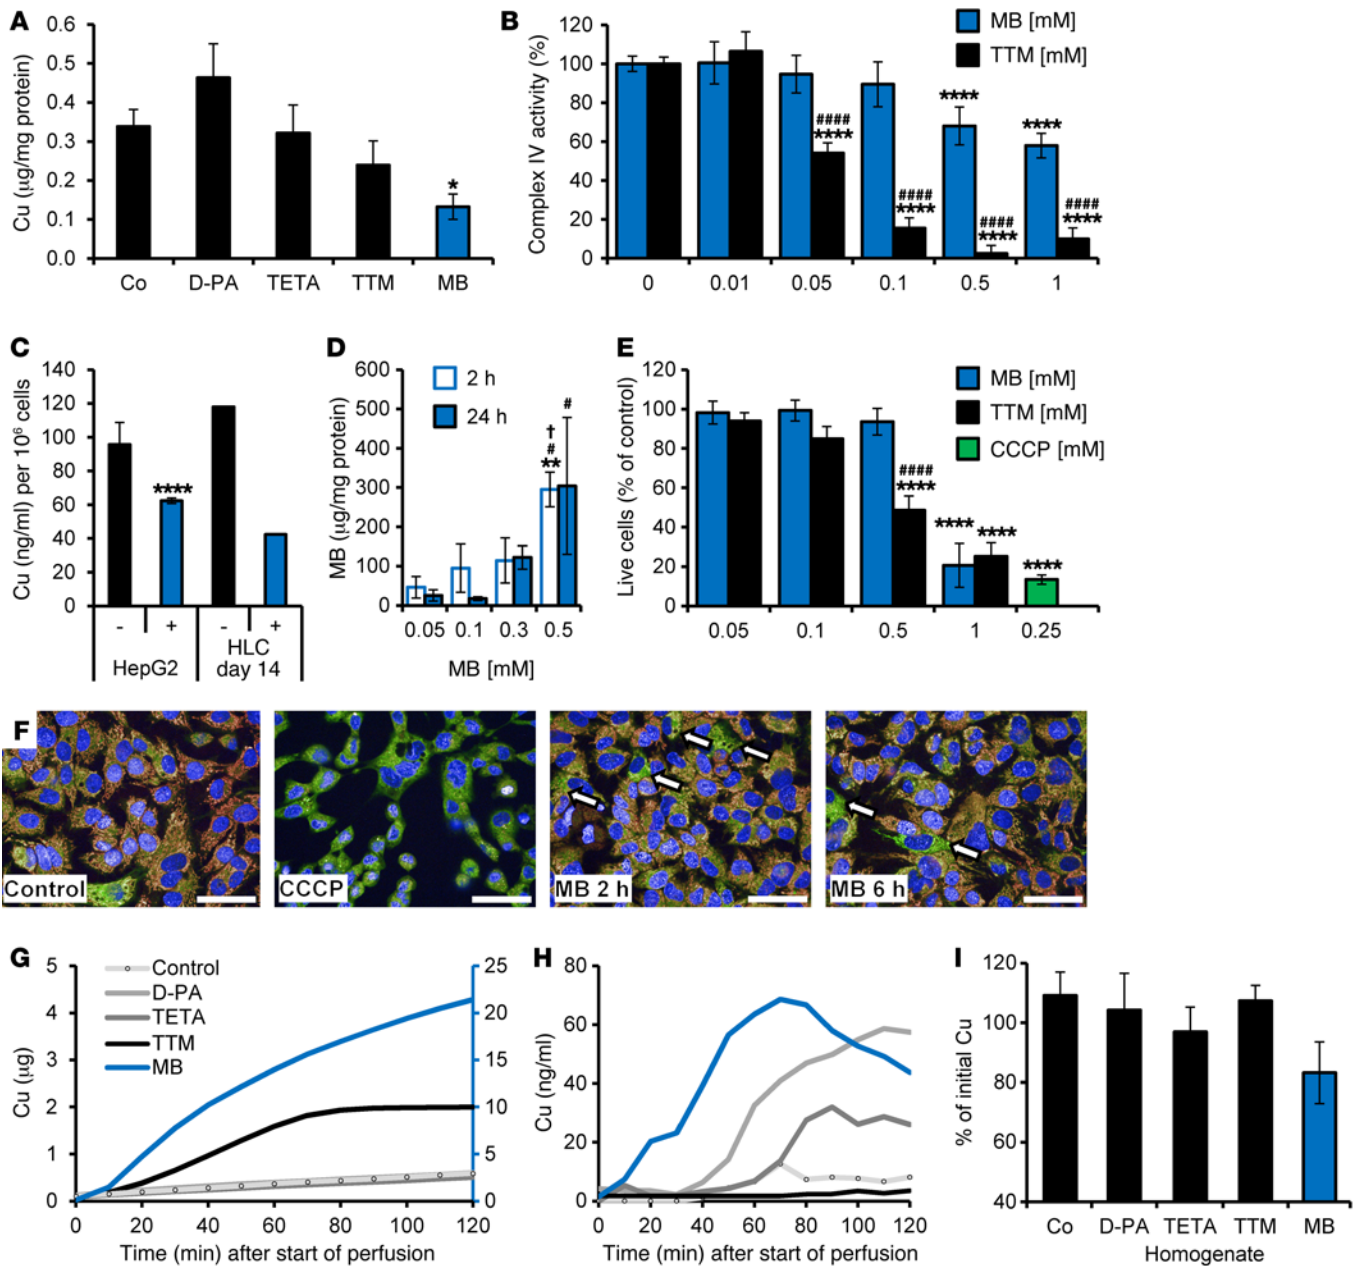 A
Cu (μg/mg protein)
0.6
0.5
0.4
0.3
0.2
0.1
0.0
*
Co D-PA TETA TTM MB
B
Complex IV activity (%)
120
100
80
60
40
20
0
MB [mM]
TTM [mM]
####
****
####
****
****
####
****
****
####
****
0 0.01 0.05 0.1 0.5 1
C
Cu (ng/ml) per 10⁶ cells
140
120
100
80
60
40
20
0
****
- + - +
HepG2
HLC
day 14
D
MB (μg/mg protein)
600
500
400
300
200
100
0
2 h
24 h
†
#
**
#
0.05 0.1 0.3 0.5
MB [mM]
E
Live cells (% of control)
120
100
80
60
40
20
0
MB [mM]
TTM [mM]
CCCP [mM]
####
****
****
****
****
0.05 0.1 0.5 1 0.25
F
Control
CCCP
MB 2 h
MB 6 h
G
Cu (μg)
5
4
3
2
1
0
Control
D-PA
TETA
TTM
MB
25
20
15
10
5
0
0 20 40 60 80 100 120
Time (min) after start of perfusion
H
Cu (ng/ml)
80
60
40
20
0
0 20 40 60 80 100 120
Time (min) after start of perfusion
I
% of initial Cu
120
100
80
60
40
Co D-PA TETA TTM MB
Homogenate